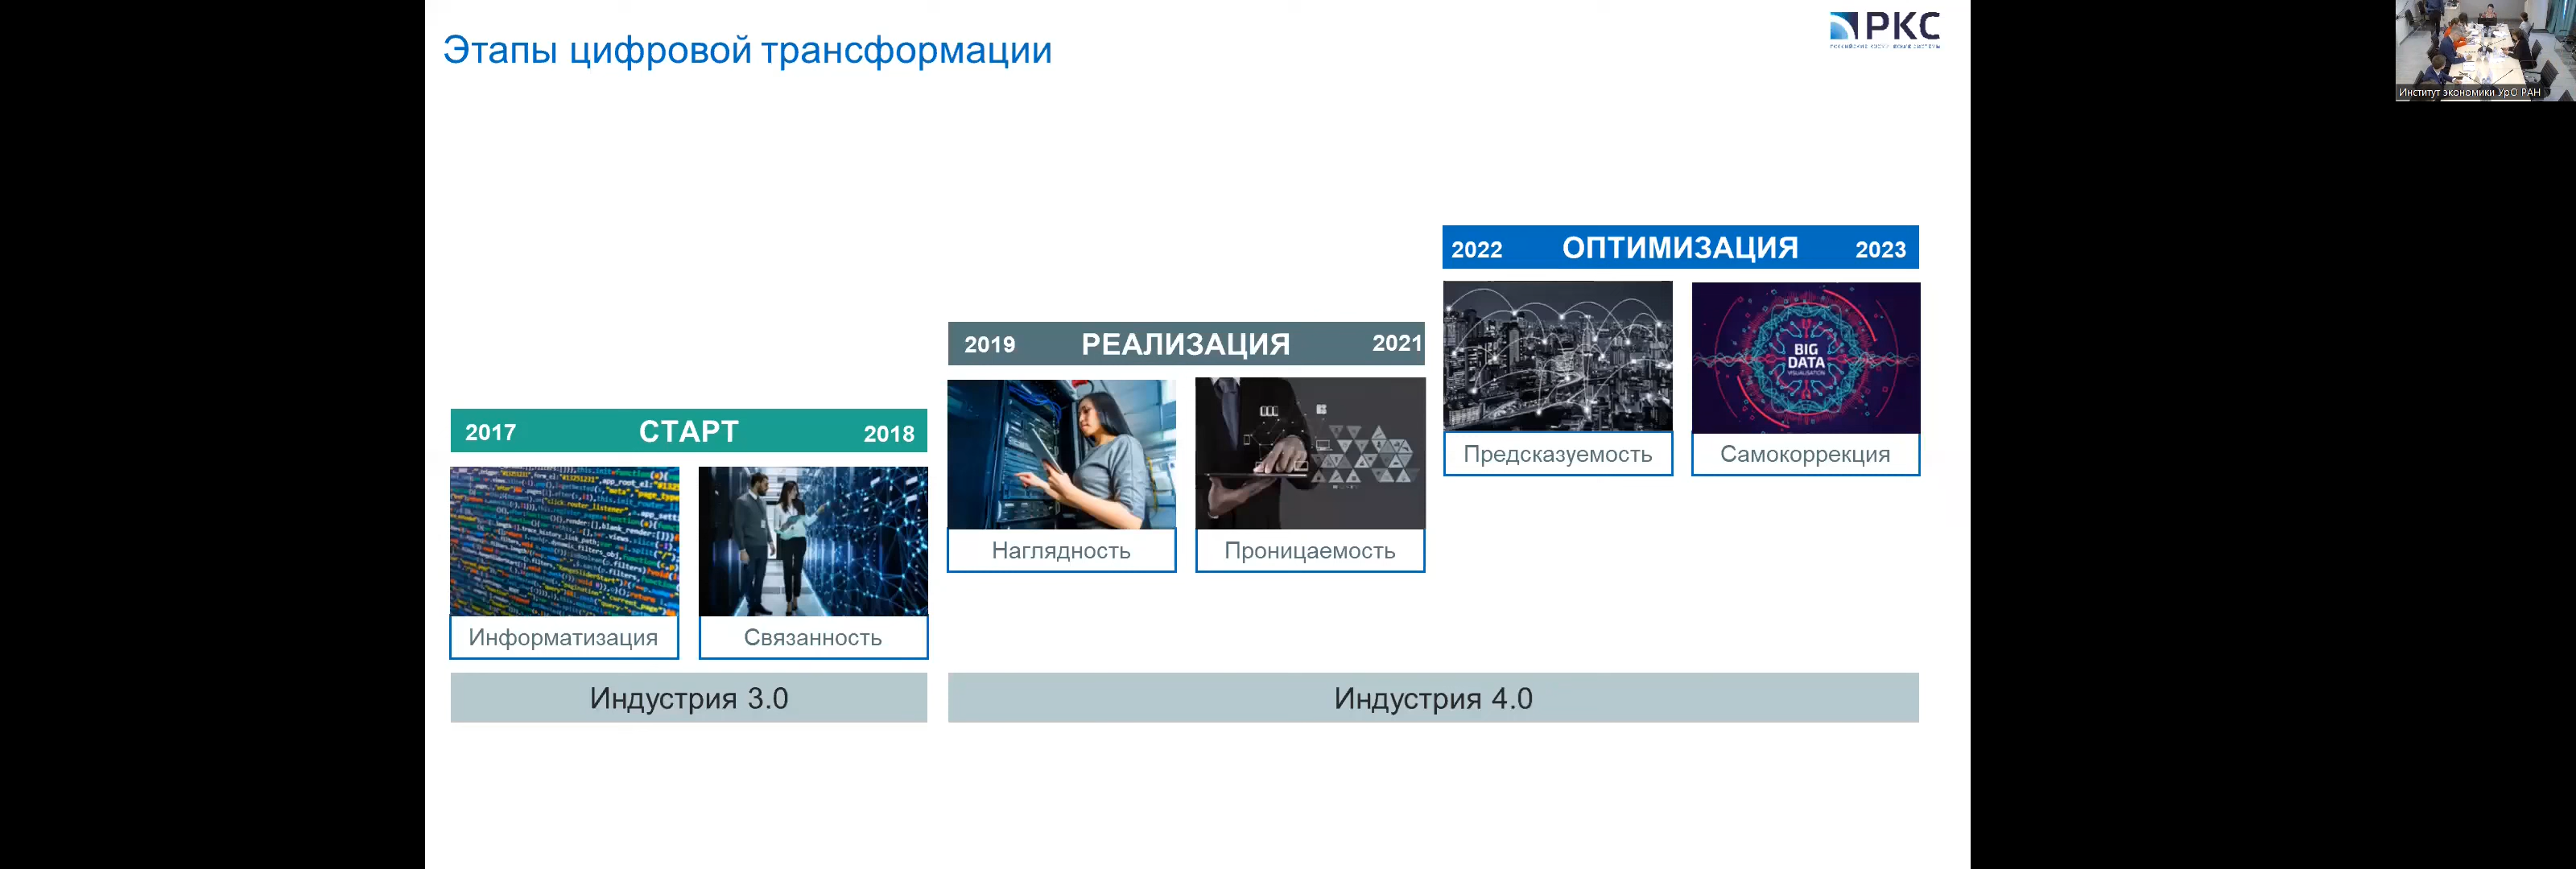 Этапы цифровой трансформации
РКС
Институт экономики УрО РАН
2022 ОПТИМИЗАЦИЯ 2023
2019 РЕАЛИЗАЦИЯ 2021
BIG
DATA
VISUALISATION
Предсказуемость
Самокоррекция
2017 СТАРТ 2018
Наглядность
Проницаемость
Информатизация
Связанность
Индустрия 3.0
Индустрия 4.0